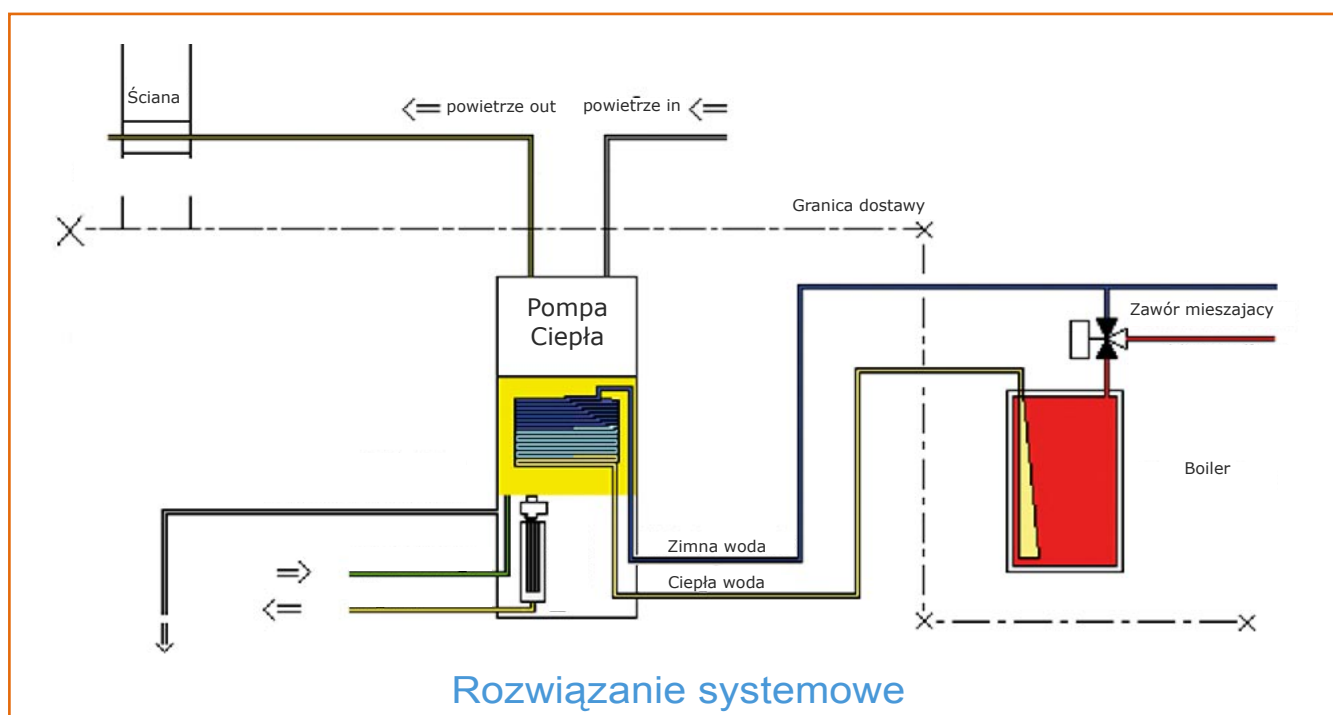 Ściana
powietrze out
powietrze in
Granica dostawy
Pompa
Ciepła
Zawór mieszajacy
Boiler
Zimna woda
Ciepła woda
Rozwiązanie systemowe